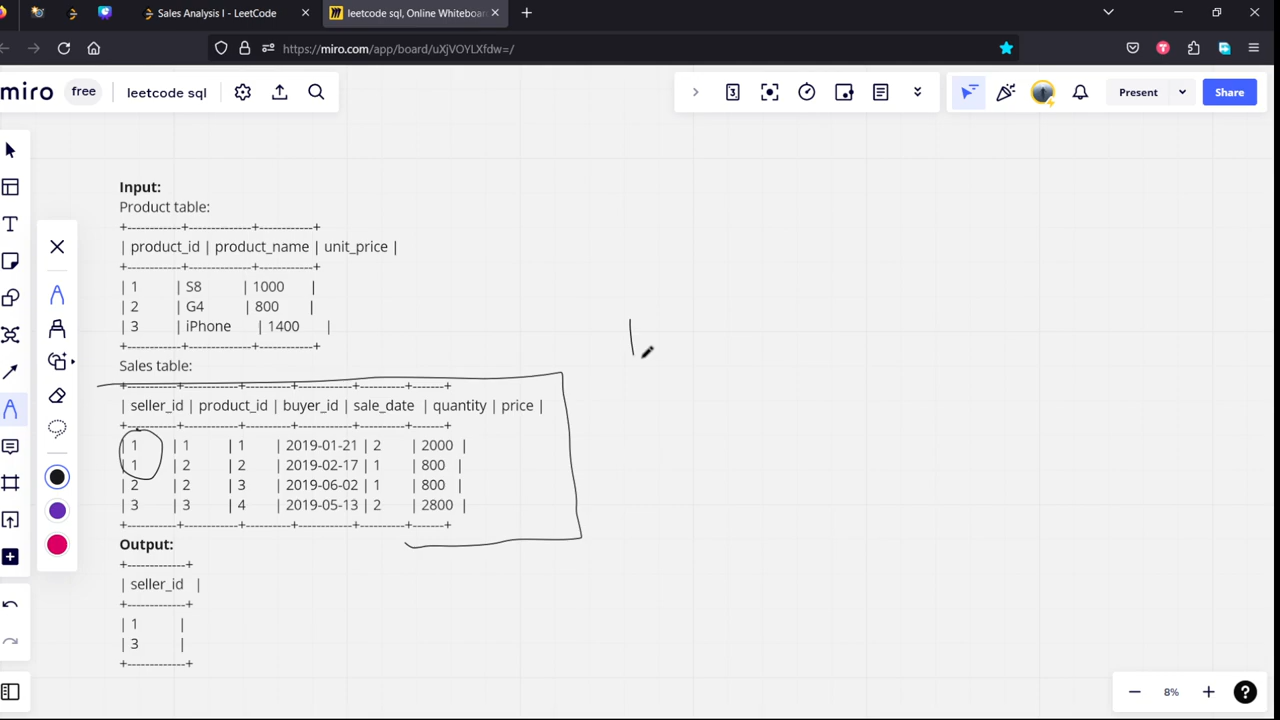 Sales Analysis I - LeetCode
leetcode sql, Online Whiteboard
https://miro.com/app/board/uXjVOYLXfdw=/
miro free leetcode sql
3
Present
Share
Input:
Product table:
+------------+--------------+------------+
| product_id | product_name | unit_price |
+------------+--------------+------------+
| 1 | S8 | 1000 |
| 2 | G4 | 800 |
| 3 | iPhone | 1400 |
+------------+--------------+------------+
Sales table:
+-----------+------------+----------+------------+----------+-------+
| seller_id | product_id | buyer_id | sale_date | quantity | price |
+-----------+------------+----------+------------+----------+-------+
| 1 | 1 | 1 | 2019-01-21 | 2 | 2000 |
| 1 | 2 | 2 | 2019-02-17 | 1 | 800 |
| 2 | 2 | 3 | 2019-06-02 | 1 | 800 |
| 3 | 3 | 4 | 2019-05-13 | 2 | 2800 |
+-----------+------------+----------+------------+----------+-------+
Output:
+-------------+
| seller_id |
+-------------+
| 1 |
| 3 |
+-------------+
8%